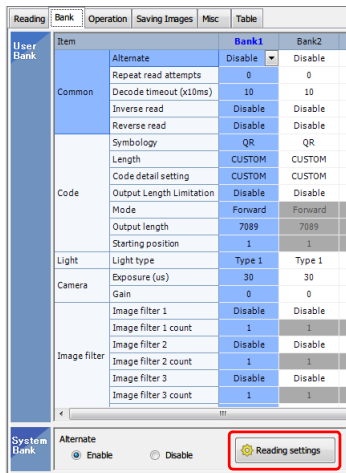 Reading Bank Operation Saving Images Misc Table
User Bank
Item Bank1 Bank2
Common
Alternate Disable Disable
Repeat read attempts 0 0
Decode timeout (x10ms) 10 10
Inverse read Disable Disable
Reverse read Disable Disable
Code
Symbology QR QR
Length CUSTOM CUSTOM
Code detail setting CUSTOM CUSTOM
Output Length Limitation Disable Disable
Mode Forward Forward
Output length 7089 7089
Starting position 1 1
Light Light type Type 1 Type 1
Camera
Exposure (us) 30 30
Gain 0 0
Image filter
Image filter 1 Disable Disable
Image filter 1 count 1 1
Image filter 2 Disable Disable
Image filter 2 count 1 1
Image filter 3 Disable Disable
Image filter 3 count 1 1
System Bank
Alternate
Enable Disable
Reading settings